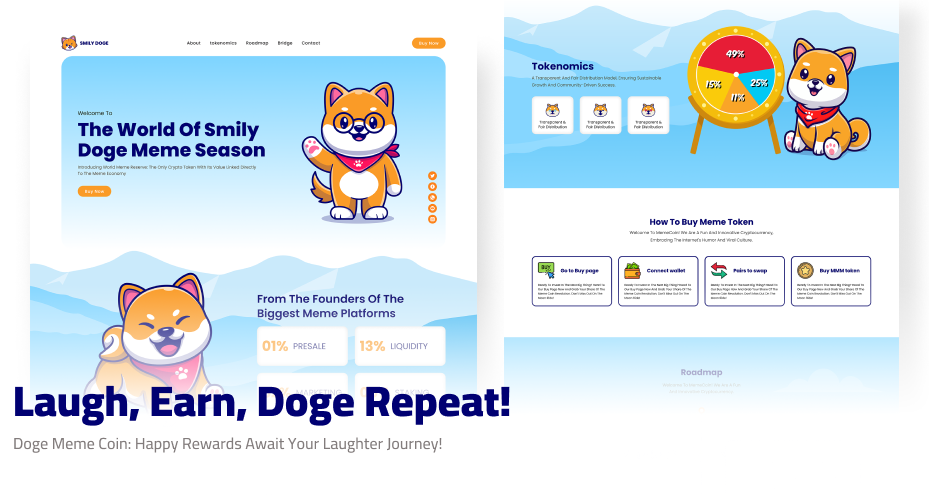 SMILY DOGE
About tokenomics Roadmap Bridge Contact
Buy Now
Welcome To
The World Of Smily
Doge Meme Season
Introducing World Meme Reserve: The Only Crypto Token With Its Value Linked Directly
To The Meme Economy
Buy Now
From The Founders Of The
Biggest Meme Platforms
01% PRESALE
13% LIQUIDITY
MARKETING
STAKING
Tokenomics
A Transparent And Fair Distribution Model, Ensuring Sustainable
Growth And Community-Driven Success.
Transparent &
Fair Distribution
Transparent &
Fair Distribution
Transparent &
Fair Distribution
49%
25%
11%
15%
How To Buy Meme Token
Welcome To MemeCoin! We Are A Fun And Innovative Cryptocurrency,
Embracing The Internet's Humor And Viral Culture.
BUY
Go to Buy page
Connect wallet
Pairs to swap
Buy MMM token
Roadmap
Laugh, Earn, Doge Repeat!
Doge Meme Coin: Happy Rewards Await Your Laughter Journey!